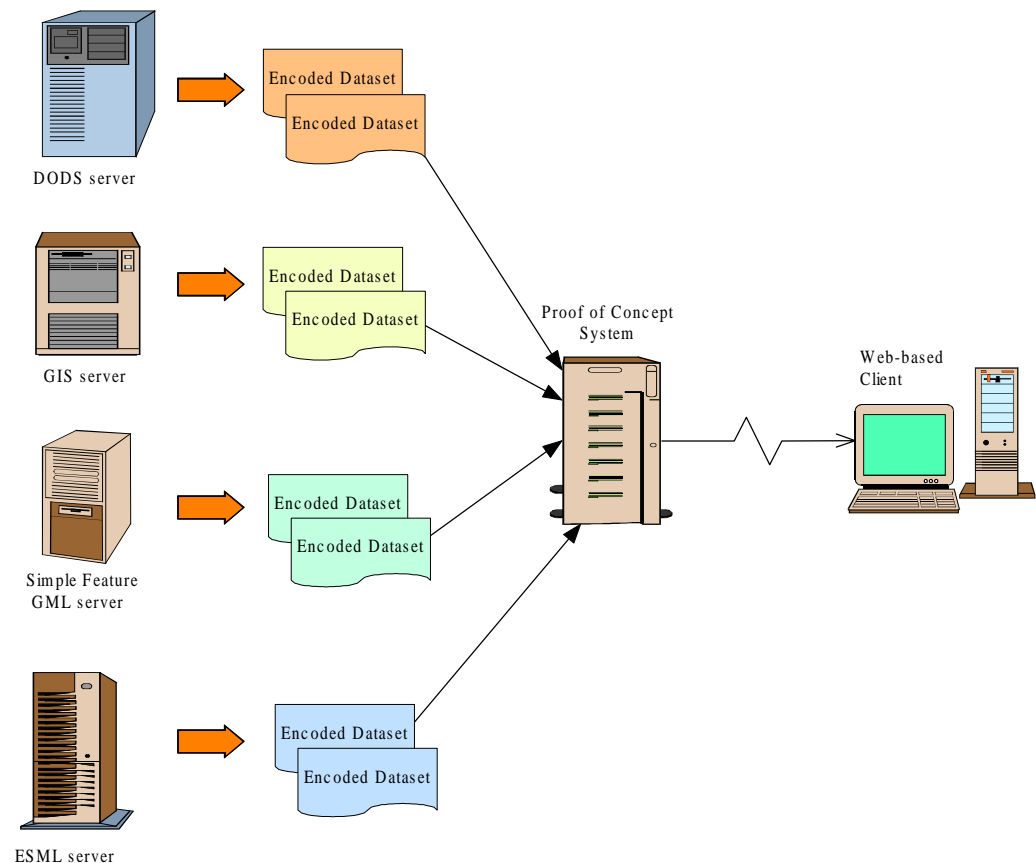 Encoded Dataset
Encoded Dataset
DODS server
Encoded Dataset
Encoded Dataset
GIS server
Proof of Concept
System
Web-based
Client
Encoded Dataset
Encoded Dataset
Simple Feature
GML server
Encoded Dataset
Encoded Dataset
ESML server